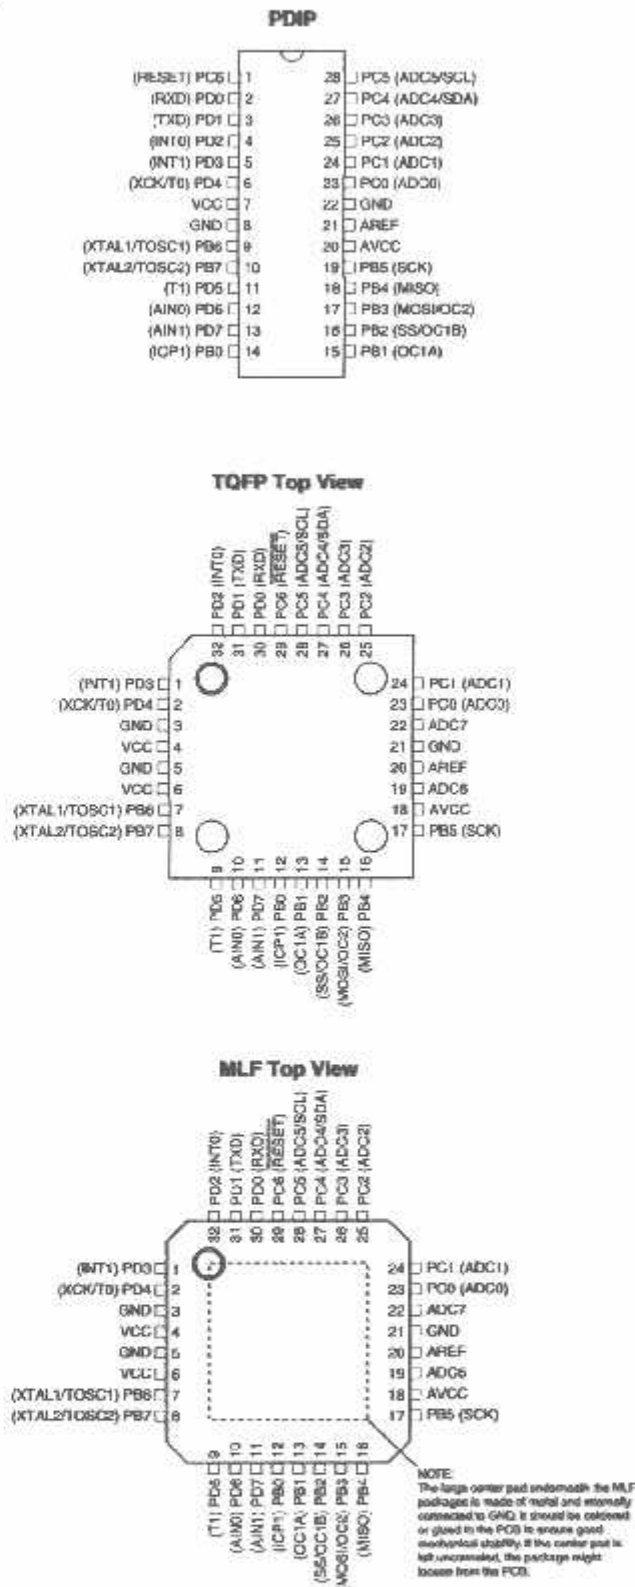 PDIP
(RESET) PC6 1
(RXD) PD0 2
(TXD) PD1 3
(INT0) PD2 4
(INT1) PD3 5
(XCK/T0) PD4 6
VCC 7
GND 8
(XTAL1/TOSC1) PB6 9
(XTAL2/TOSC2) PB7 10
(T1) PD5 11
(AIN0) PD6 12
(AIN1) PD7 13
(ICP1) PB0 14
28 PC5 (ADC5/SCL)
27 PC4 (ADC4/SDA)
26 PC3 (ADC3)
25 PC2 (ADC2)
24 PC1 (ADC1)
23 PC0 (ADC0)
22 GND
21 AREF
20 AVCC
19 PB5 (SCK)
18 PB4 (MISO)
17 PB3 (MOSI/OC2)
16 PB2 (SS/OC1B)
15 PB1 (OC1A)
TQFP Top View
32 PD2 (INT0)
31 PD1 (TXD)
30 PD0 (RXD)
29 PC6 (RESET)
28 PC5 (ADC5/SCL)
27 PC4 (ADC4/SDA)
26 PC3 (ADC3)
25 PC2 (ADC2)
(INT1) PD3 1
(XCK/T0) PD4 2
GND 3
VCC 4
GND 5
VCC 6
(XTAL1/TOSC1) PB6 7
(XTAL2/TOSC2) PB7 8
24 PC1 (ADC1)
23 PC0 (ADC0)
22 ADC7
21 GND
20 AREF
19 ADC6
18 AVCC
17 PB5 (SCK)
(T1) PD5 9
(AIN0) PD6 10
(AIN1) PD7 11
(ICP1) PB0 12
(OC1A) PB1 13
(SS/OC1B) PB2 14
(MOSI/OC2) PB3 15
(MISO) PB4 16
MLF Top View
32 PD2 (INT0)
31 PD1 (TXD)
30 PD0 (RXD)
29 PC6 (RESET)
28 PC5 (ADC5/SCL)
27 PC4 (ADC4/SDA)
26 PC3 (ADC3)
25 PC2 (ADC2)
(INT1) PD3 1
(XCK/T0) PD4 2
GND 3
VCC 4
GND 5
VCC 6
(XTAL1/TOSC1) PB6 7
(XTAL2/TOSC2) PB7 8
24 PC1 (ADC1)
23 PC0 (ADC0)
22 ADC7
21 GND
20 AREF
19 ADC6
18 AVCC
17 PB5 (SCK)
(T1) PD5 9
(AIN0) PD6 10
(AIN1) PD7 11
(ICP1) PB0 12
(OC1A) PB1 13
(SS/OC1B) PB2 14
MOSI/OC2) PB3 15
(MISO) PB4 16
NOTE:
The large center pad underneath the MLF
packages is made of metal and internally
connected to GND. It should be soldered
or glued to the PCB to ensure good
mechanical stability. If the center pad is
left unconneted, the package might
loosen from the PCB.